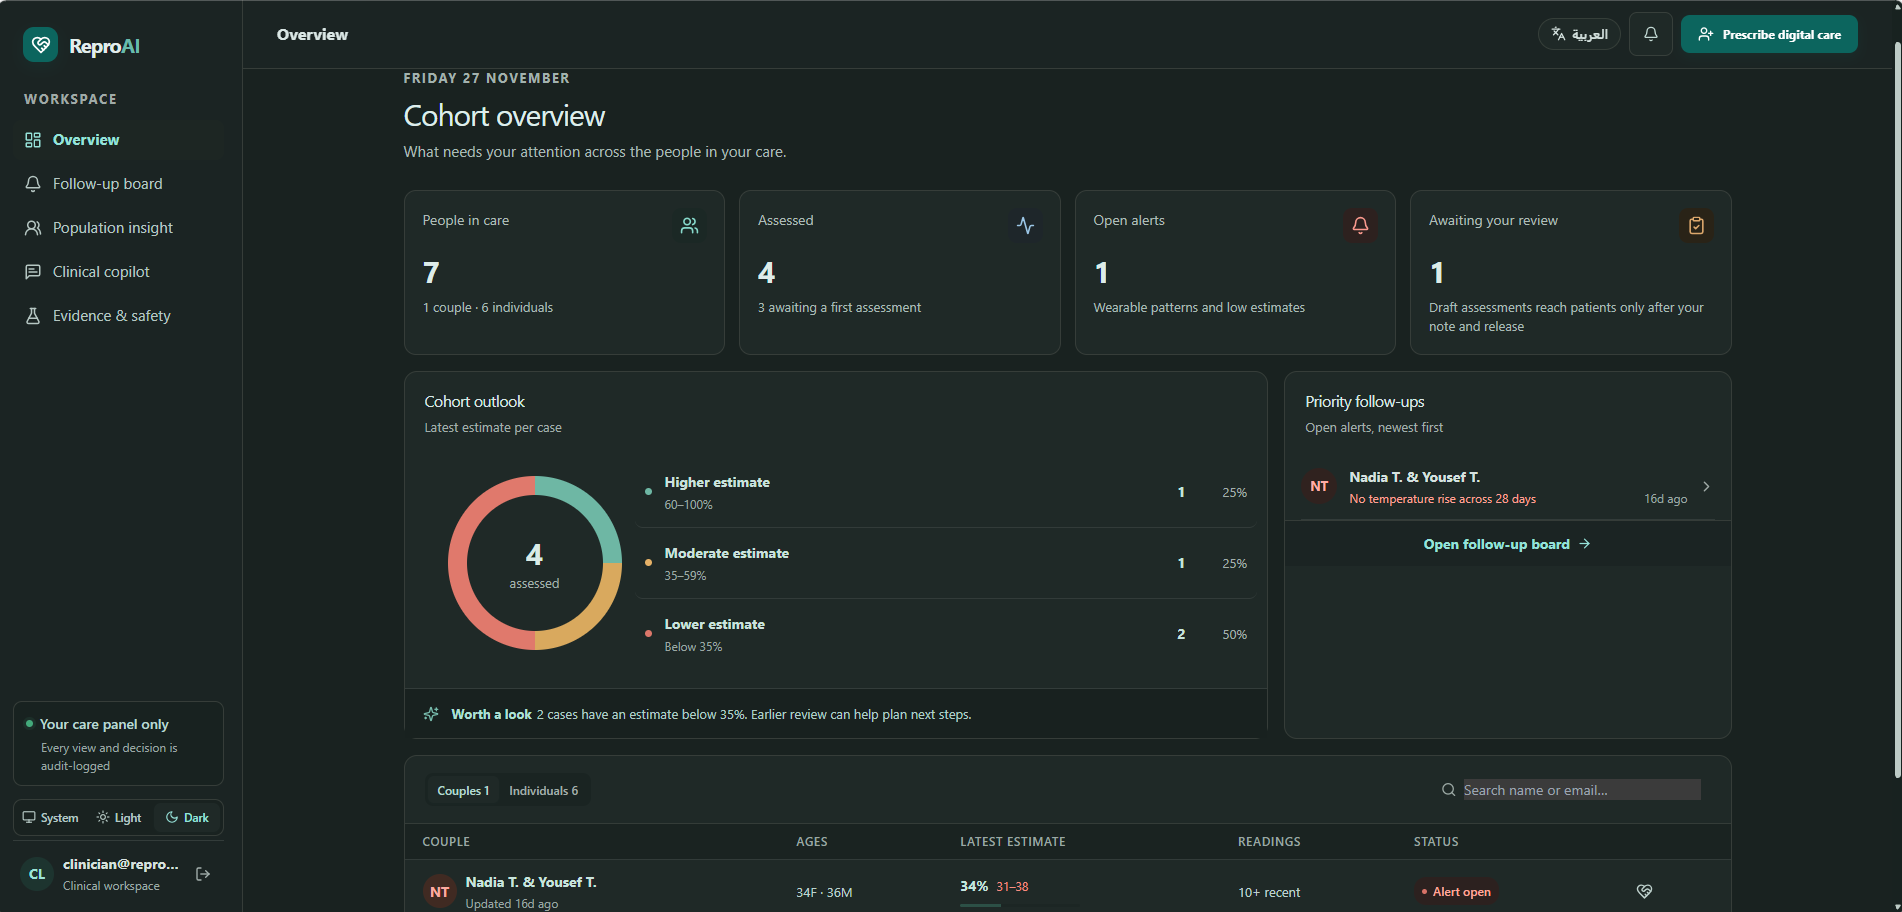 ReproAI
WORKSPACE
Overview
Follow-up board
Population insight
Clinical copilot
Evidence & safety
Your care panel only
Every view and decision is
audit-logged
System
Light
Dark
CL
clinician@repro...
Clinical workspace
Overview
العربية
Prescribe digital care
FRIDAY 27 NOVEMBER
Cohort overview
What needs your attention across the people in your care.
People in care
7
1 couple · 6 individuals
Assessed
4
3 awaiting a first assessment
Open alerts
1
Wearable patterns and low estimates
Awaiting your review
1
Draft assessments reach patients only after your
note and release
Cohort outlook
Latest estimate per case
4
assessed
Higher estimate
60–100%
1 25%
Moderate estimate
35–59%
1 25%
Lower estimate
Below 35%
2 50%
Worth a look 2 cases have an estimate below 35%. Earlier review can help plan next steps.
Priority follow-ups
Open alerts, newest first
NT
Nadia T. & Yousef T.
No temperature rise across 28 days
16d ago
Open follow-up board →
Couples 1
Individuals 6
Search name or email...
COUPLE AGES LATEST ESTIMATE READINGS STATUS
NT
Nadia T. & Yousef T.
Updated 16d ago
34F · 36M
34% 31–38
10+ recent
Alert open